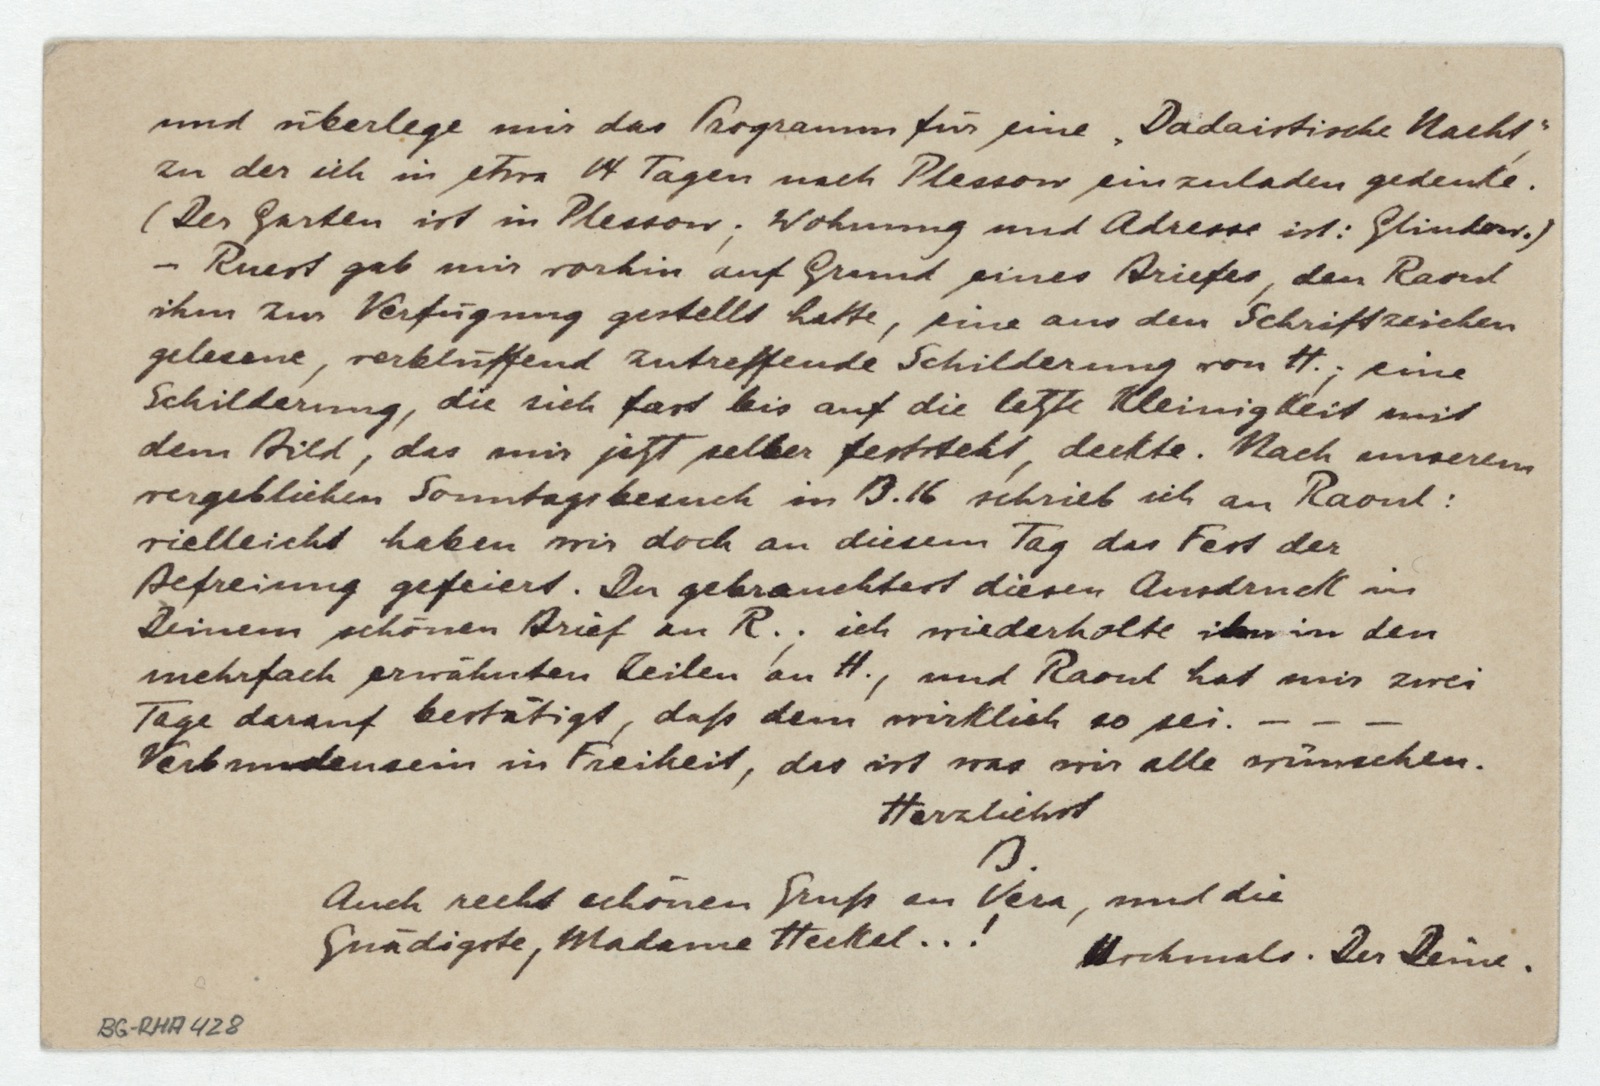 und überlege mir das Programm für eine „Dadaistische Nacht,“
zu der ich in etwa 14 Tagen nach Plessow einzuladen gedenke.
(Der Garten ist in Plessow; Wohnung und Adresse ist: Glindow.)
– Ruest gab mir vorhin auf Grund eines Briefes, den Raoul
ihm zur Verfügung gestellt hatte, eine aus den Schriftzeichen
gelesene, verblüffend zutreffende Schilderung von H.; eine
Schilderung, die sich fast bis auf die letzte Kleinigkeit mit
dem Bild, das mir jetzt selber feststeht, deckte. Nach unserem
vergeblichen Sonntagsbesuch in B.16 schrieb ich an Raoul:
vielleicht haben wir doch an diesem Tag das Fest der
Befreiung gefeiert. Du gebrauchtest diesen Ausdruck in
Deinem schönen Brief an R.; ich wiederholte ihn in den
mehrfach erwähnten Zeilen an H., und Raoul hat mir zwei
Tage darauf bestätigt, daß dem wirklich so sei. – – –
Verbundensein in Freiheit, das ist was wir alle wünschen.
Herzlichst
B.
Auch recht schönen Gruß an Vera, und die
Gnädigste, Madame Heckel...!
Nochmals. Der Deine.
BG-RHA 428